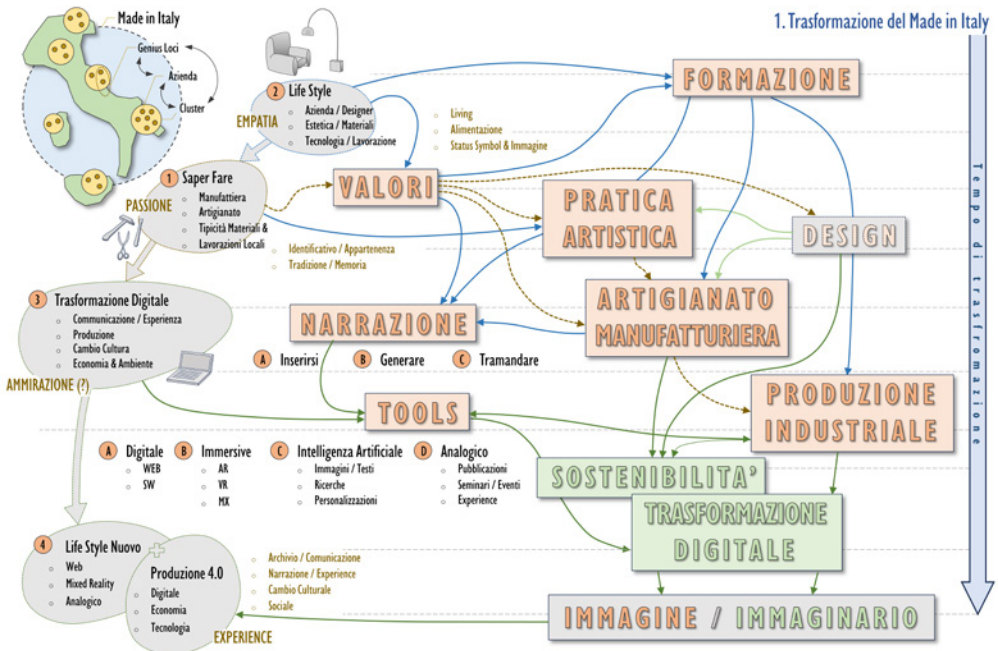 Made in Italy
Genius Loci
Azienda
Cluster
1. Trasformazione del Made in Italy
Tempo di trasfromazione
2 Life Style
Azienda / Designer
Estetica / Materiali
Tecnologia / Lavorazione
EMPATIA
Living
Alimentazione
Status Symbol & Immagine
FORMAZIONE
1 Saper Fare
Manufattiera
Artigianato
Tipicità Materiali &
Lavorazioni Locali
PASSIONE
VALORI
Identificativo / Appartenenza
Tradizione / Memoria
PRATICA
ARTISTICA
DESIGN
3 Trasformazione Digitale
Communicazione / Esperienza
Produzione
Cambio Cultura
Economia & Ambiente
AMMIRAZIONE (?)
NARRAZIONE
A Inserirsi
B Generare
C Tramandare
ARTIGIANATO
MANUFATTURIERA
TOOLS
PRODUZIONE
INDUSTRIALE
A Digitale
WEB
SW
B Immersive
AR
VR
MX
C Intelligenza Artificiale
Immagini / Testi
Ricerche
Personalizzazioni
D Analogico
Pubblicazioni
Seminari / Eventi
Experience
SOSTENIBILITA’
TRASFORMAZIONE
DIGITALE
4 Life Style Nuovo
Web
Mixed Reality
Analogico
Produzione 4.0
Digitale
Economia
Tecnologia
EXPERIENCE
Archivio / Comunicazione
Narrazione / Experience
Cambio Culturale
Sociale
IMMAGINE / IMMAGINARIO